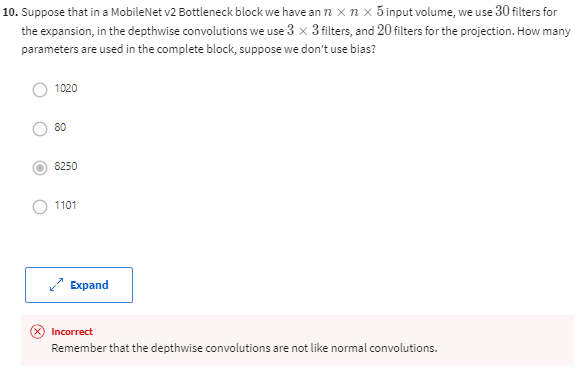 10. Suppose that in a MobileNet v2 Bottleneck block we have an n × n × 5 input volume, we use 30 filters for
the expansion, in the depthwise convolutions we use 3 × 3 filters, and 20 filters for the projection. How many
parameters are used in the complete block, suppose we don't use bias?
1020
80
8250
1101
Expand
Incorrect
Remember that the depthwise convolutions are not like normal convolutions.